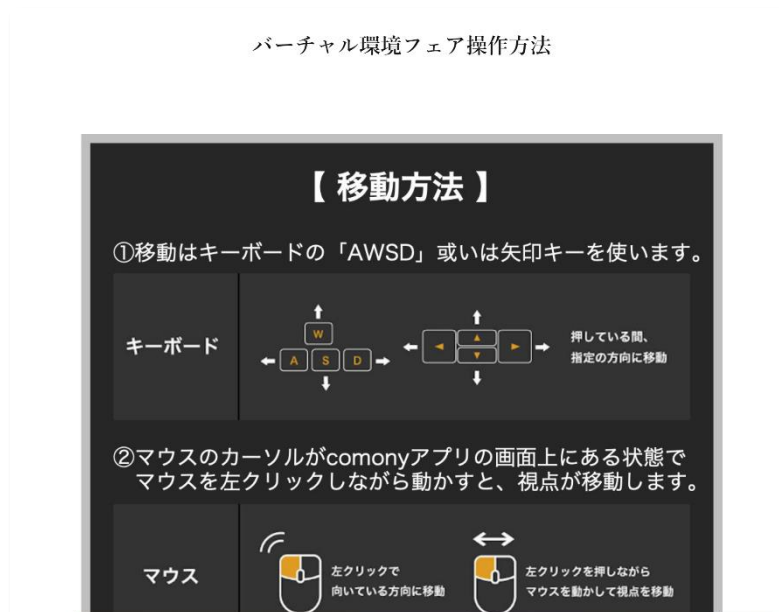 バーチャル環境フェア操作方法
【 移動方法 】
①移動はキーボードの「AWSD」或いは矢印キーを使います。
キーボード
W
A S D
押している間、
指定の方向に移動
②マウスのカーソルがcomonyアプリの画面上にある状態で
マウスを左クリックしながら動かすと、視点が移動します。
マウス
左クリックで
向いている方向に移動
左クリックを押しながら
マウスを動かして視点を移動